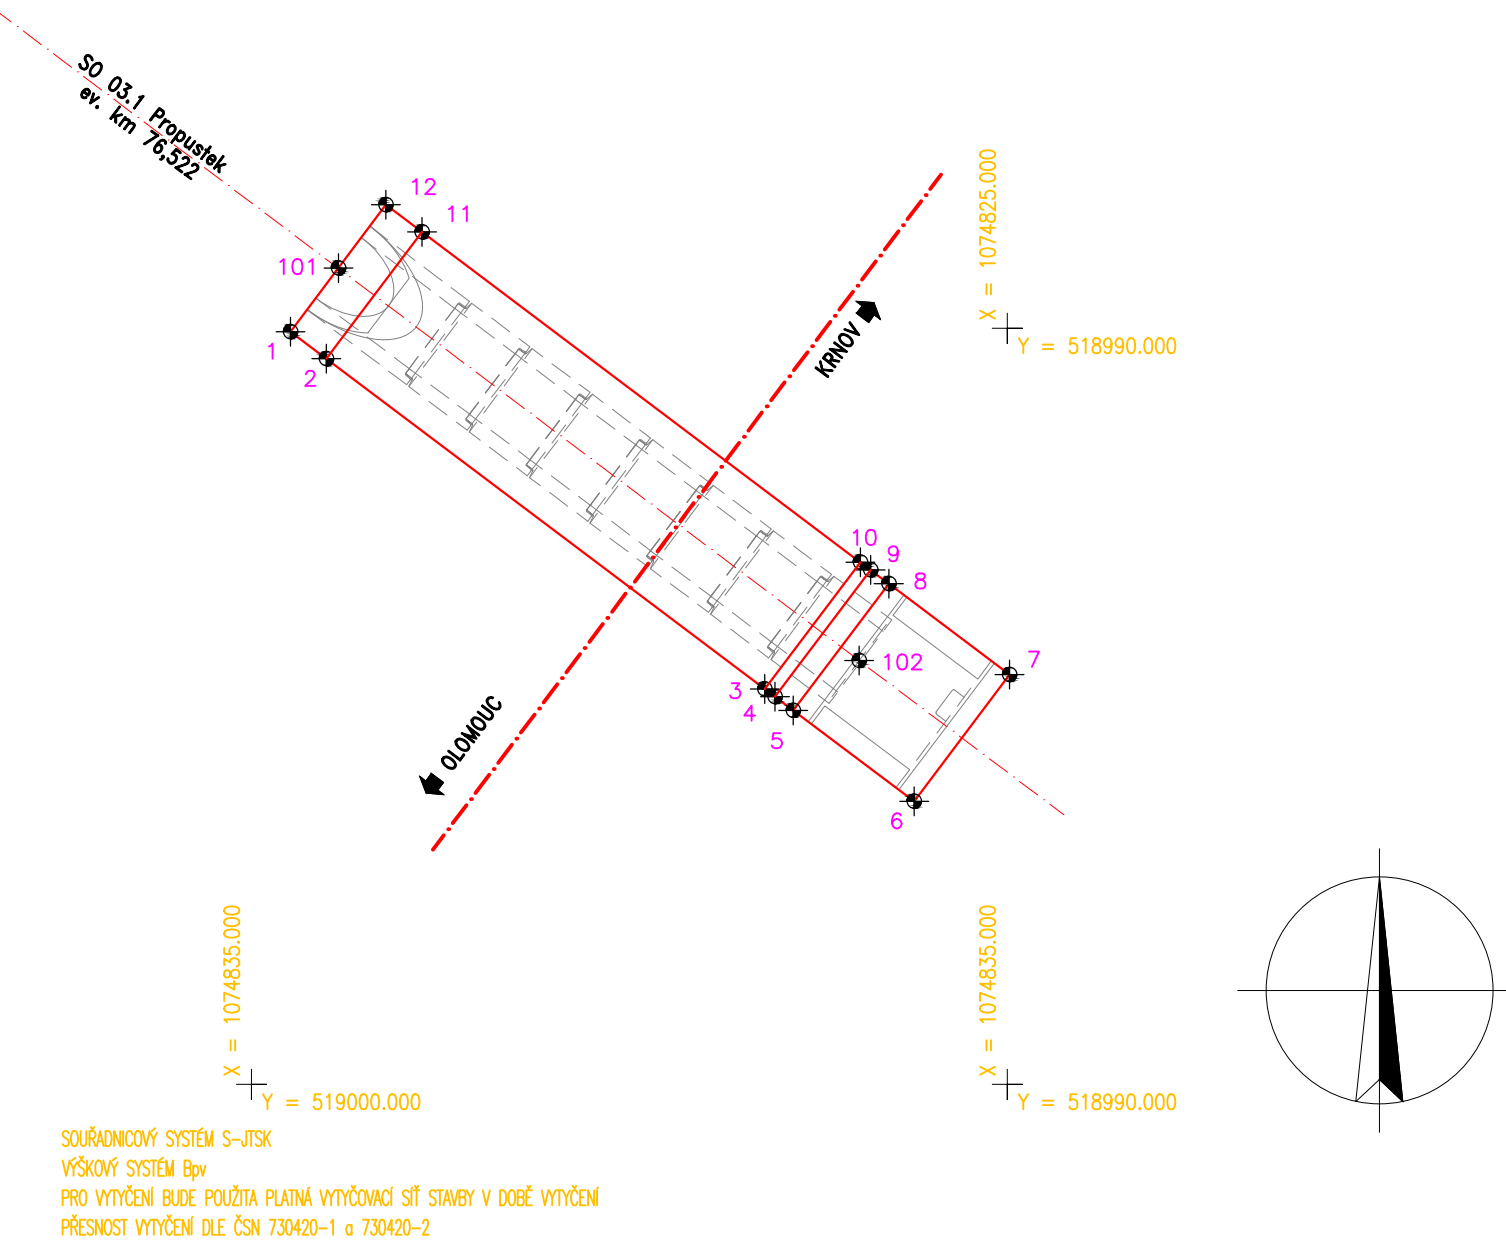 SO 03.1 Propustek
ev. km 76,522
12
11
101
1
2
X = 1074825.000
Y = 518990.000
KRNOV
10
9
8
7
102
3
4
5
6
OLOMOUC
X = 1074835.000
Y = 519000.000
X = 1074835.000
Y = 518990.000
SOUŘADNICOVÝ SYSTÉM S-JTSK
VÝŠKOVÝ SYSTÉM Bpv
PRO VYTYČENÍ BUDE POUŽITA PLATNÁ VYTYČOVACÍ SÍŤ STAVBY V DOBĚ VYTYČENÍ
PŘESNOST VYTYČENÍ DLE ČSN 730420-1 a 730420-2